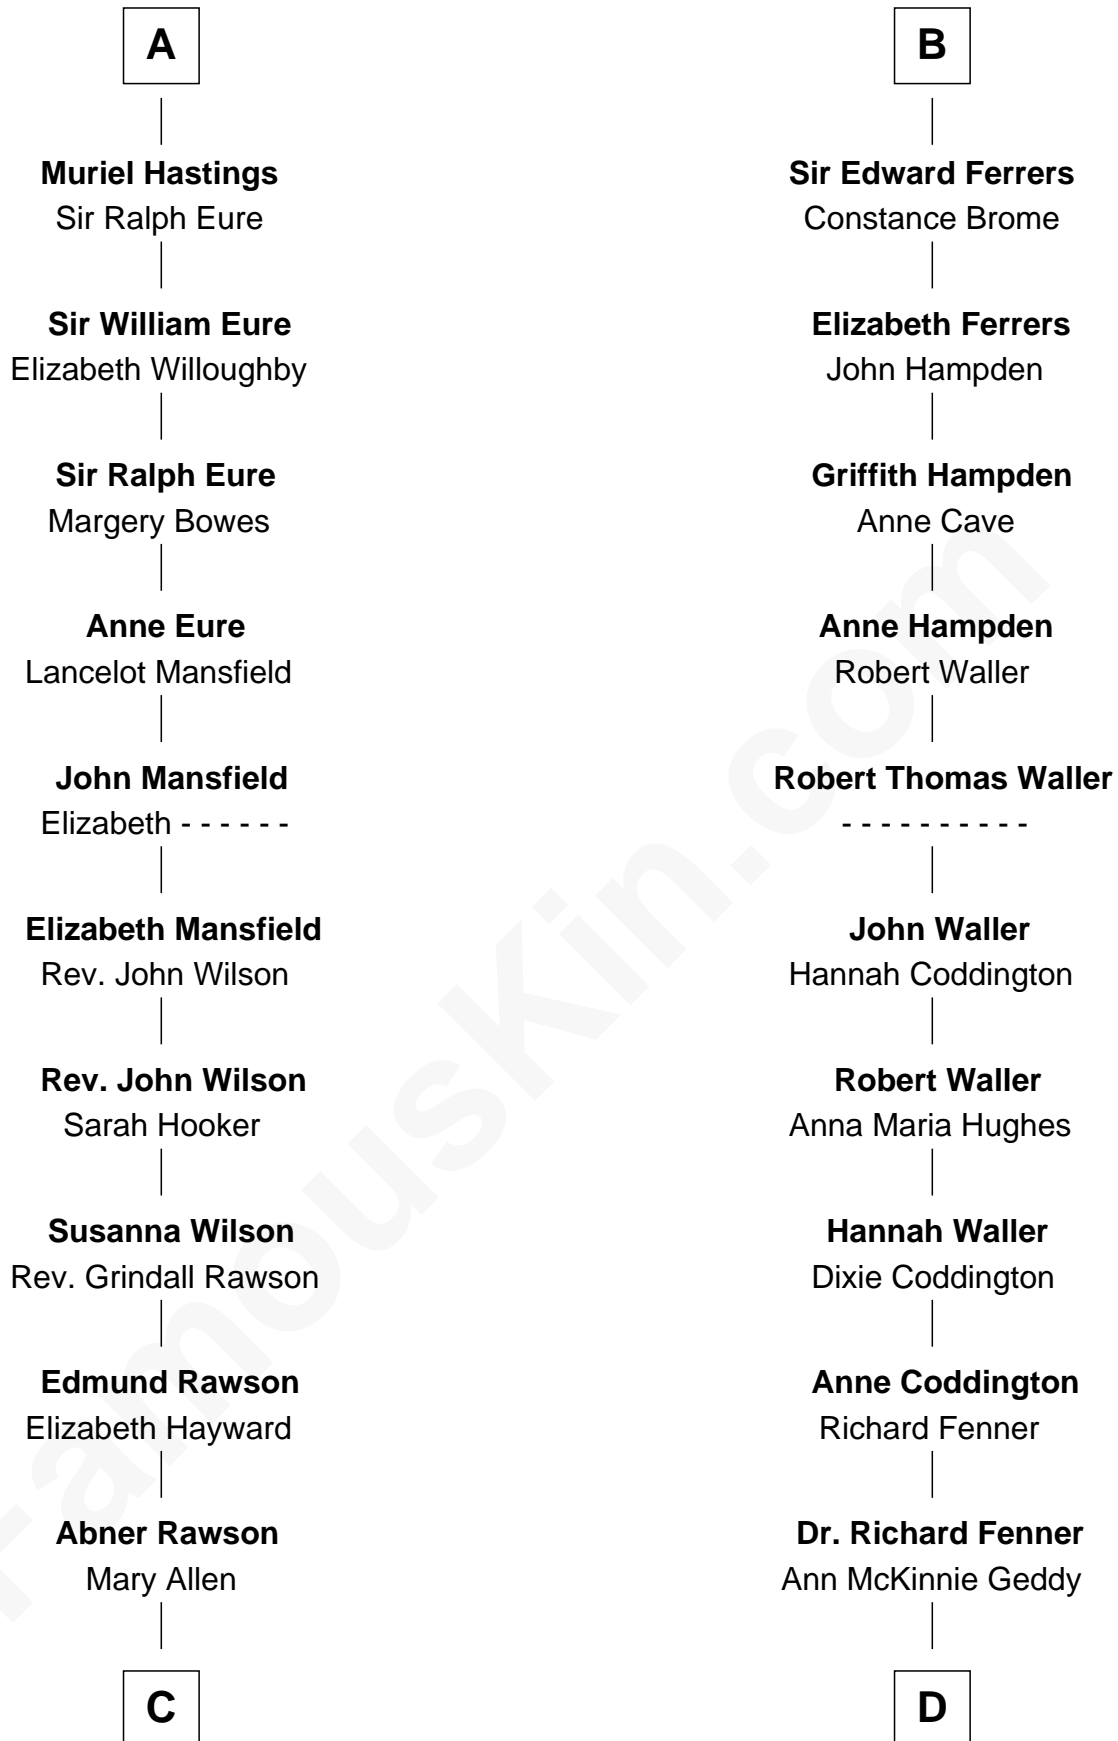 A
Muriel Hastings
Sir Ralph Eure
Sir William Eure
Elizabeth Willoughby
Sir Ralph Eure
Margery Bowes
Anne Eure
Lancelot Mansfield
John Mansfield
Elizabeth - - - - - -
Elizabeth Mansfield
Rev. John Wilson
Rev. John Wilson
Sarah Hooker
Susanna Wilson
Rev. Grindall Rawson
Edmund Rawson
Elizabeth Hayward
Abner Rawson
Mary Allen
C
B
Sir Edward Ferrers
Constance Brome
Elizabeth Ferrers
John Hampden
Griffith Hampden
Anne Cave
Anne Hampden
Robert Waller
Robert Thomas Waller
- - - - - - - - - -
John Waller
Hannah Coddington
Robert Waller
Anna Maria Hughes
Hannah Waller
Dixie Coddington
Anne Coddington
Richard Fenner
Dr. Richard Fenner
Ann McKinnie Geddy
D
FamousKin.com